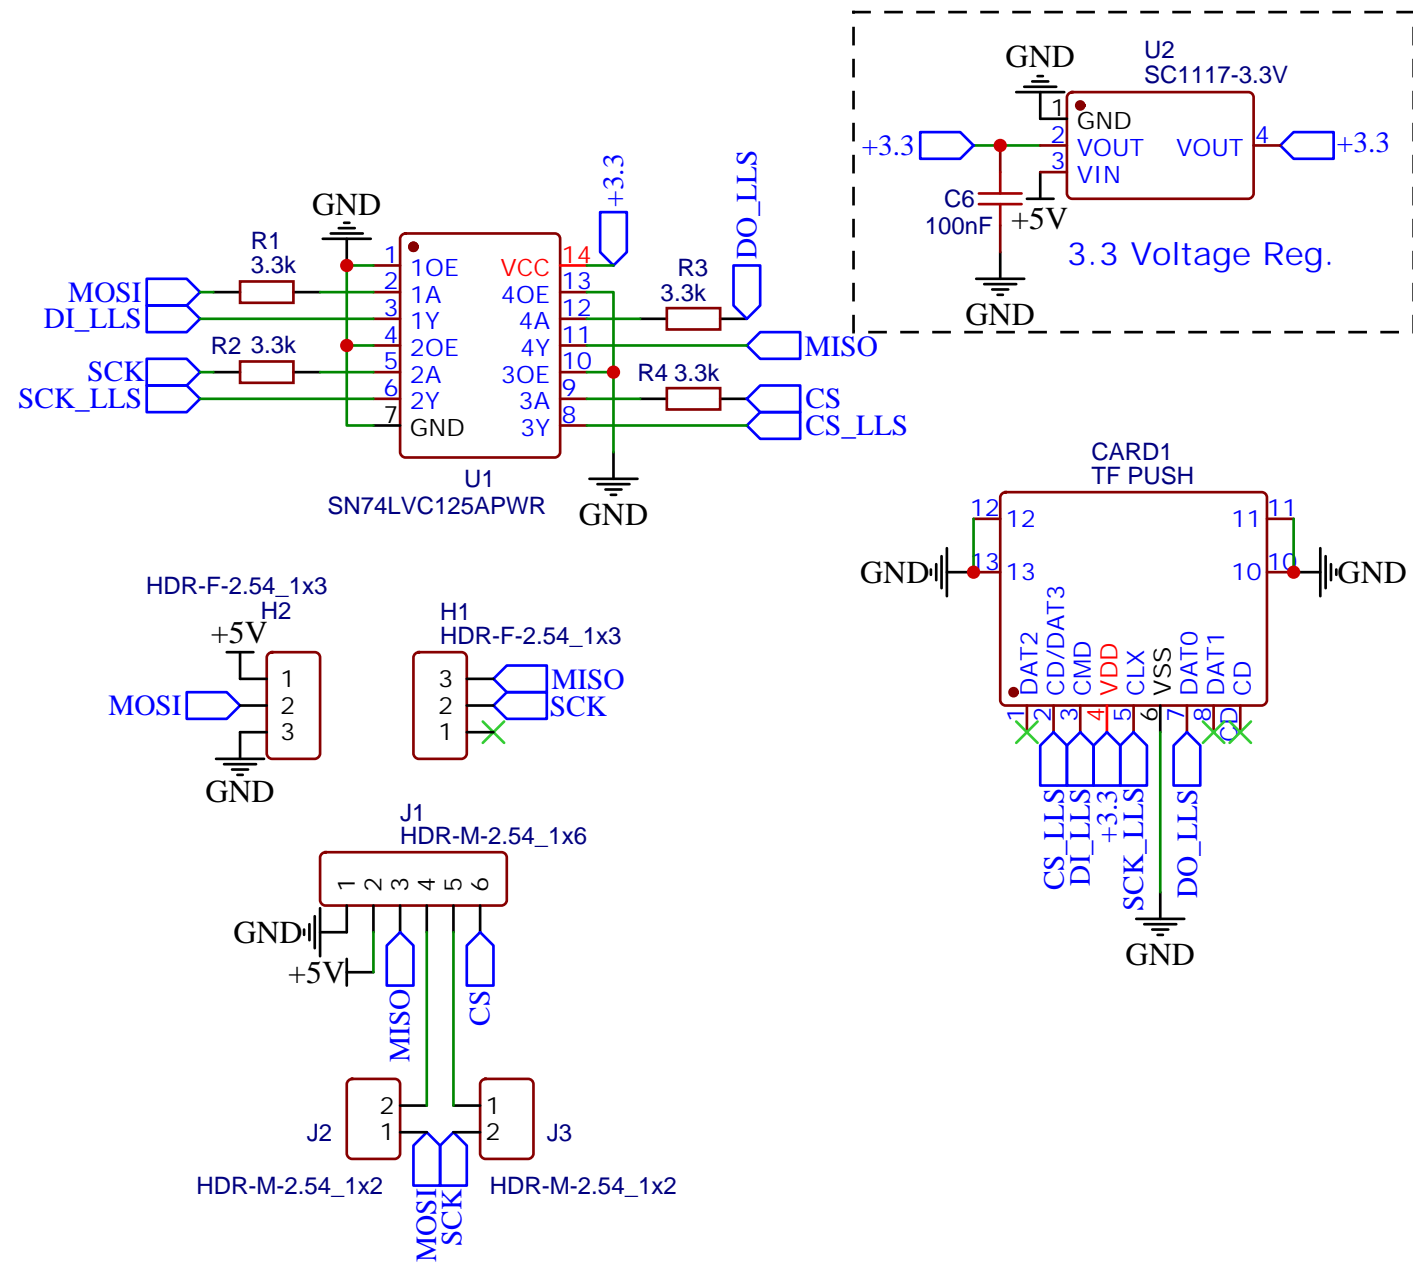 GND
U2
SC1117-3.3V
1
GND
+3.3
2
VOUT
VOUT
4
+3.3
3
VIN
C6
100nF
+5V
3.3 Voltage Reg.
GND
GND
+3.3
DO_LLS
R1
3.3k
1
1OE
VCC
14
MOSI
2
1A
4OE
13
R3
3.3k
DI_LLS
3
1Y
4A
12
R2 3.3k
4
2OE
4Y
11
MISO
SCK
5
2A
3OE
10
SCK_LLS
6
2Y
3A
9
R4 3.3k
CS
7
GND
3Y
8
CS_LLS
U1
SN74LVC125APWR
GND
CARD1
TF PUSH
12
12
11
11
GND
13
13
10
10
GND
DAT2
CD/DAT3
CMD
VDD
CLX
VSS
DAT0
DAT1
CD
1
2
3
4
5
6
7
8
CD
CS_LLS
DI_LLS
+3.3
SCK_LLS
DO_LLS
GND
HDR-F-2.54_1x3
H2
+5V
1
MOSI
2
3
GND
H1
HDR-F-2.54_1x3
3
MISO
2
SCK
1
J1
HDR-M-2.54_1x6
1
2
3
4
5
6
GND
+5V
MISO
CS
2
1
J2
HDR-M-2.54_1x2
1
2
J3
HDR-M-2.54_1x2
MOSI
SCK